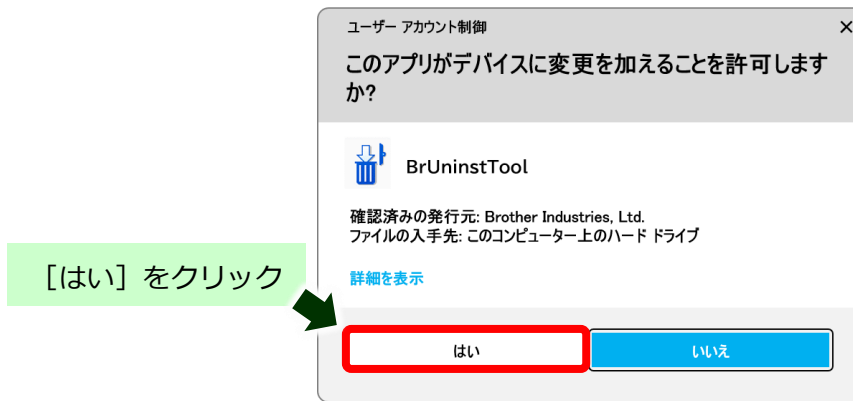 ユーザー アカウント制御
×
このアプリがデバイスに変更を加えることを許可します
か?
BrUninstTool
確認済みの発行元: Brother Industries, Ltd.
ファイルの入手先: このコンピューター上のハード ドライブ
詳細を表示
［はい］をクリック
はい
いいえ